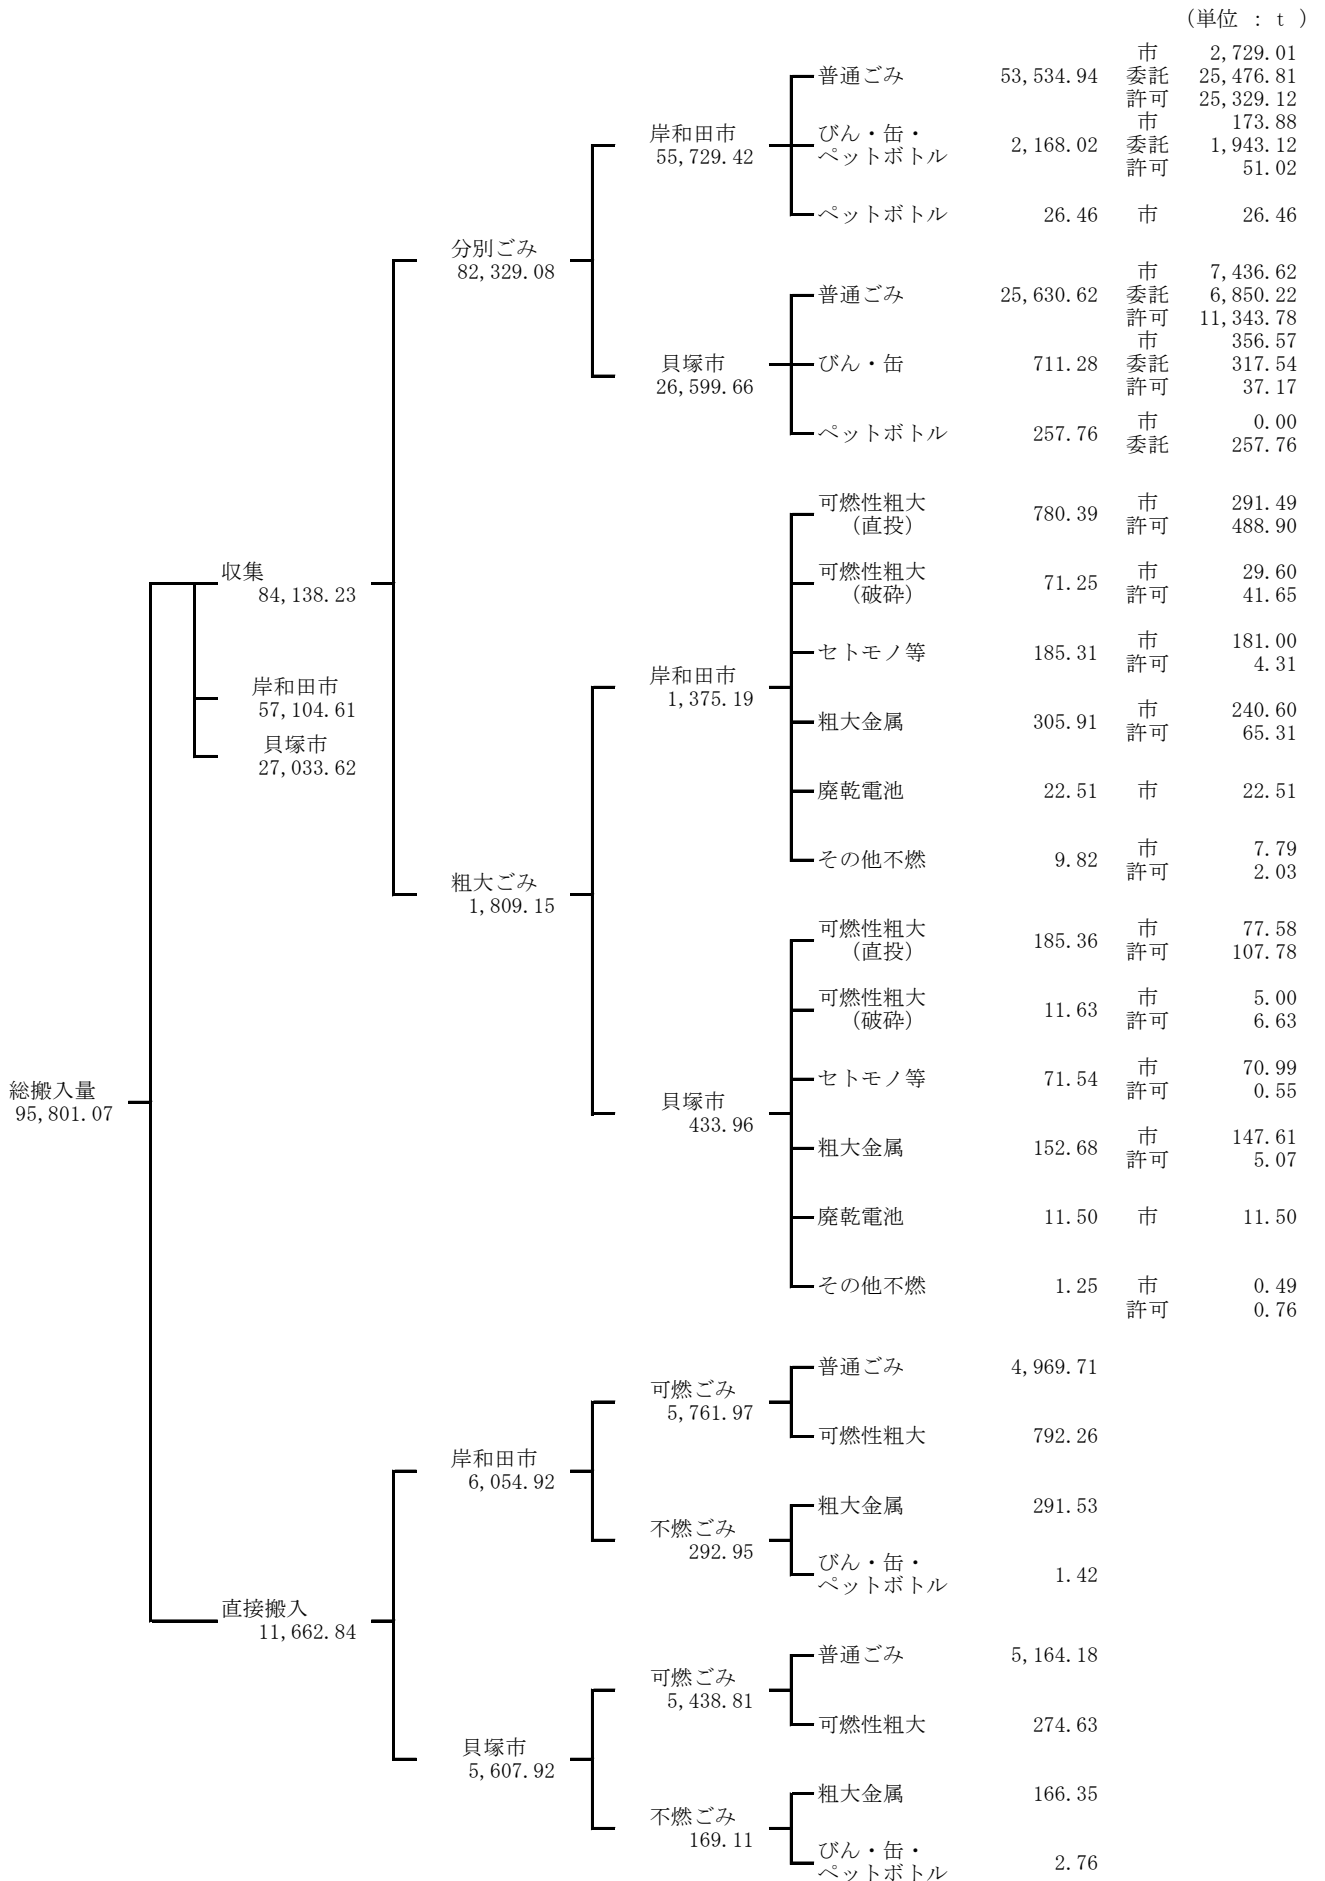 （単位 : t ）
市 2,729.01
普通ごみ 53,534.94 委託 25,476.81
許可 25,329.12
市 173.88
岸和田市 びん・缶・
55,729.42 ペットボトル 2,168.02 委託 1,943.12
許可 51.02
ペットボトル 26.46 市 26.46
分別ごみ
82,329.08
市 7,436.62
普通ごみ 25,630.62 委託 6,850.22
許可 11,343.78
市 356.57
貝塚市 びん・缶 711.28 委託 317.54
26,599.66 許可 37.17
市 0.00
ペットボトル 257.76
委託 257.76
可燃性粗大 市 291.49
（直投） 780.39 許可 488.90
収集 可燃性粗大 市 29.60
84,138.23 （破砕） 71.25 許可 41.65
市 181.00
セトモノ等 185.31
許可 4.31
岸和田市 岸和田市
57,104.61 1,375.19
市 240.60
粗大金属 305.91
許可 65.31
貝塚市
27,033.62
廃乾電池 22.51 市 22.51
市 7.79
その他不燃 9.82
許可 2.03
粗大ごみ
1,809.15
可燃性粗大 市 77.58
（直投） 185.36 許可 107.78
可燃性粗大 市 5.00
（破砕） 11.63 許可 6.63
市 70.99
セトモノ等 71.54
許可 0.55
総搬入量 貝塚市
95,801.07 433.96
市 147.61
粗大金属 152.68
許可 5.07
廃乾電池 11.50 市 11.50
その他不燃 1.25 市 0.49
許可 0.76
普通ごみ 4,969.71
可燃ごみ
5,761.97
可燃性粗大 792.26
岸和田市
6,054.92
粗大金属 291.53
不燃ごみ
292.95
びん・缶・
ペットボトル 1.42
直接搬入
11,662.84
普通ごみ 5,164.18
可燃ごみ
5,438.81
可燃性粗大 274.63
貝塚市
5,607.92
粗大金属 166.35
不燃ごみ
169.11
びん・缶・
ペットボトル 2.76